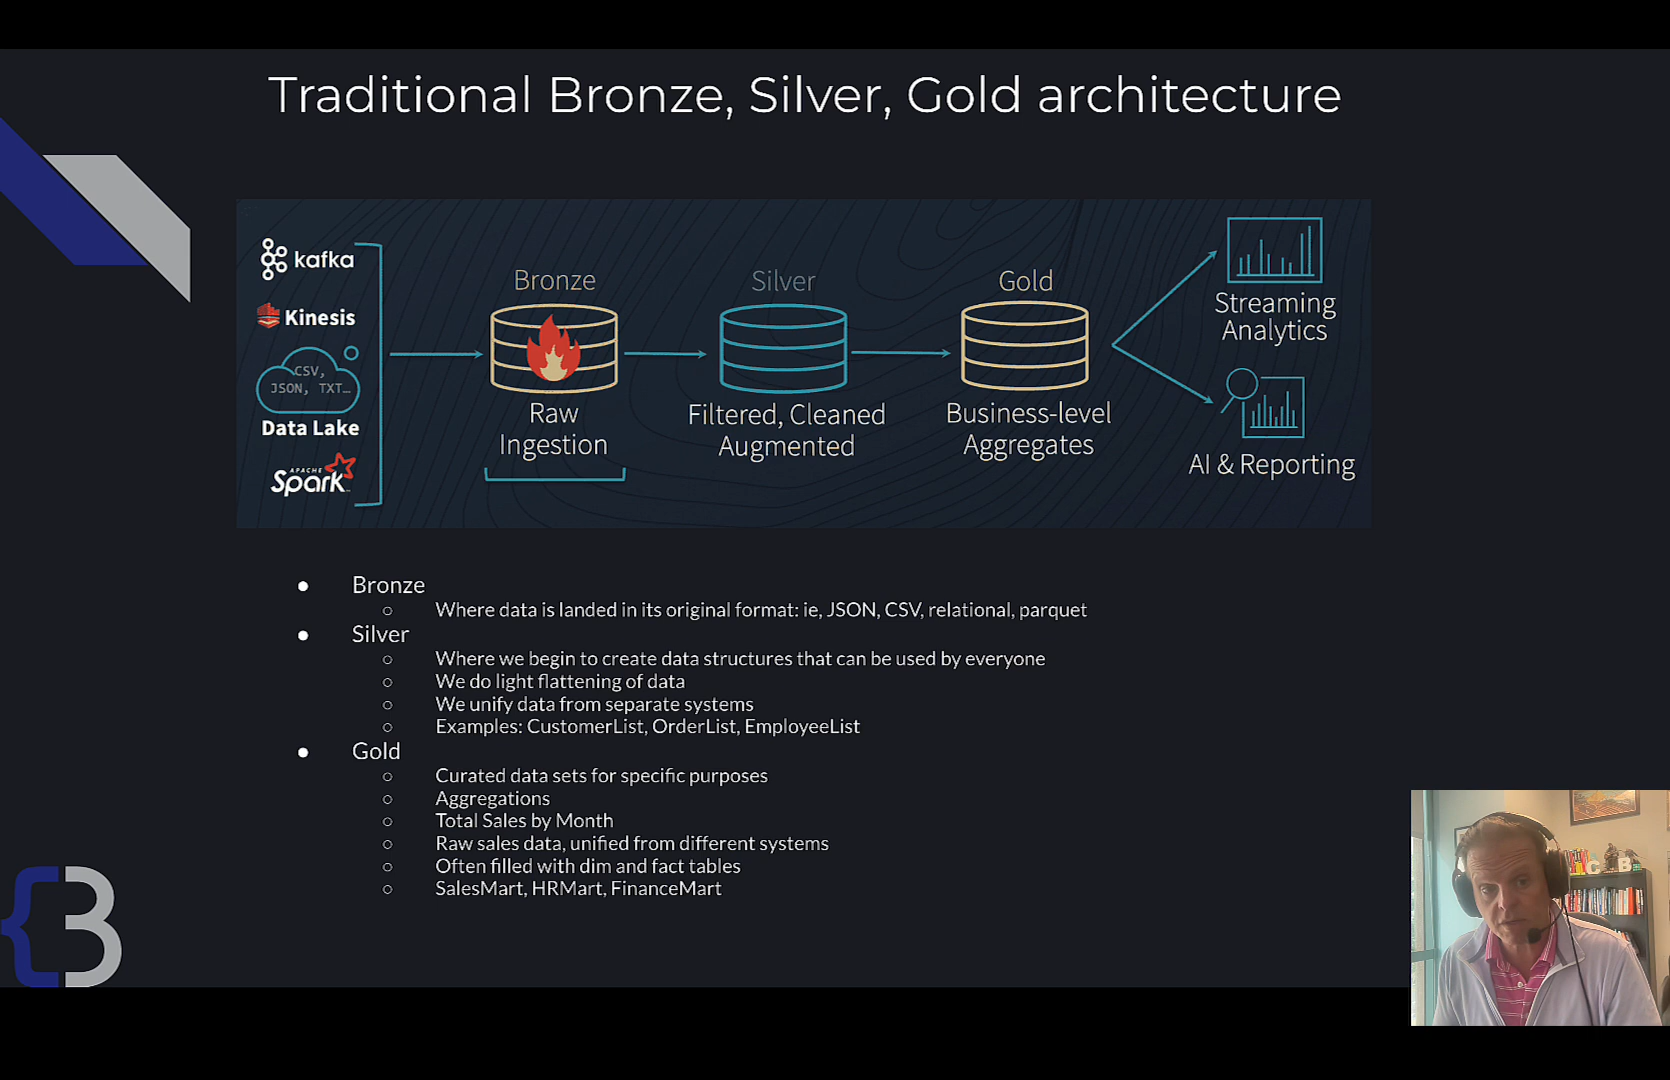 Traditional Bronze, Silver, Gold architecture
kafka
Kinesis
CSV,
JSON, TXT...
Data Lake
APACHE
Spark
Bronze
Raw
Ingestion
Silver
Filtered, Cleaned
Augmented
Gold
Business-level
Aggregates
Streaming
Analytics
AI & Reporting
● Bronze
○ Where data is landed in its original format: ie, JSON, CSV, relational, parquet
● Silver
○ Where we begin to create data structures that can be used by everyone
○ We do light flattening of data
○ We unify data from separate systems
○ Examples: CustomerList, OrderList, EmployeeList
● Gold
○ Curated data sets for specific purposes
○ Aggregations
○ Total Sales by Month
○ Raw sales data, unified from different systems
○ Often filled with dim and fact tables
○ SalesMart, HRMart, FinanceMart
{3